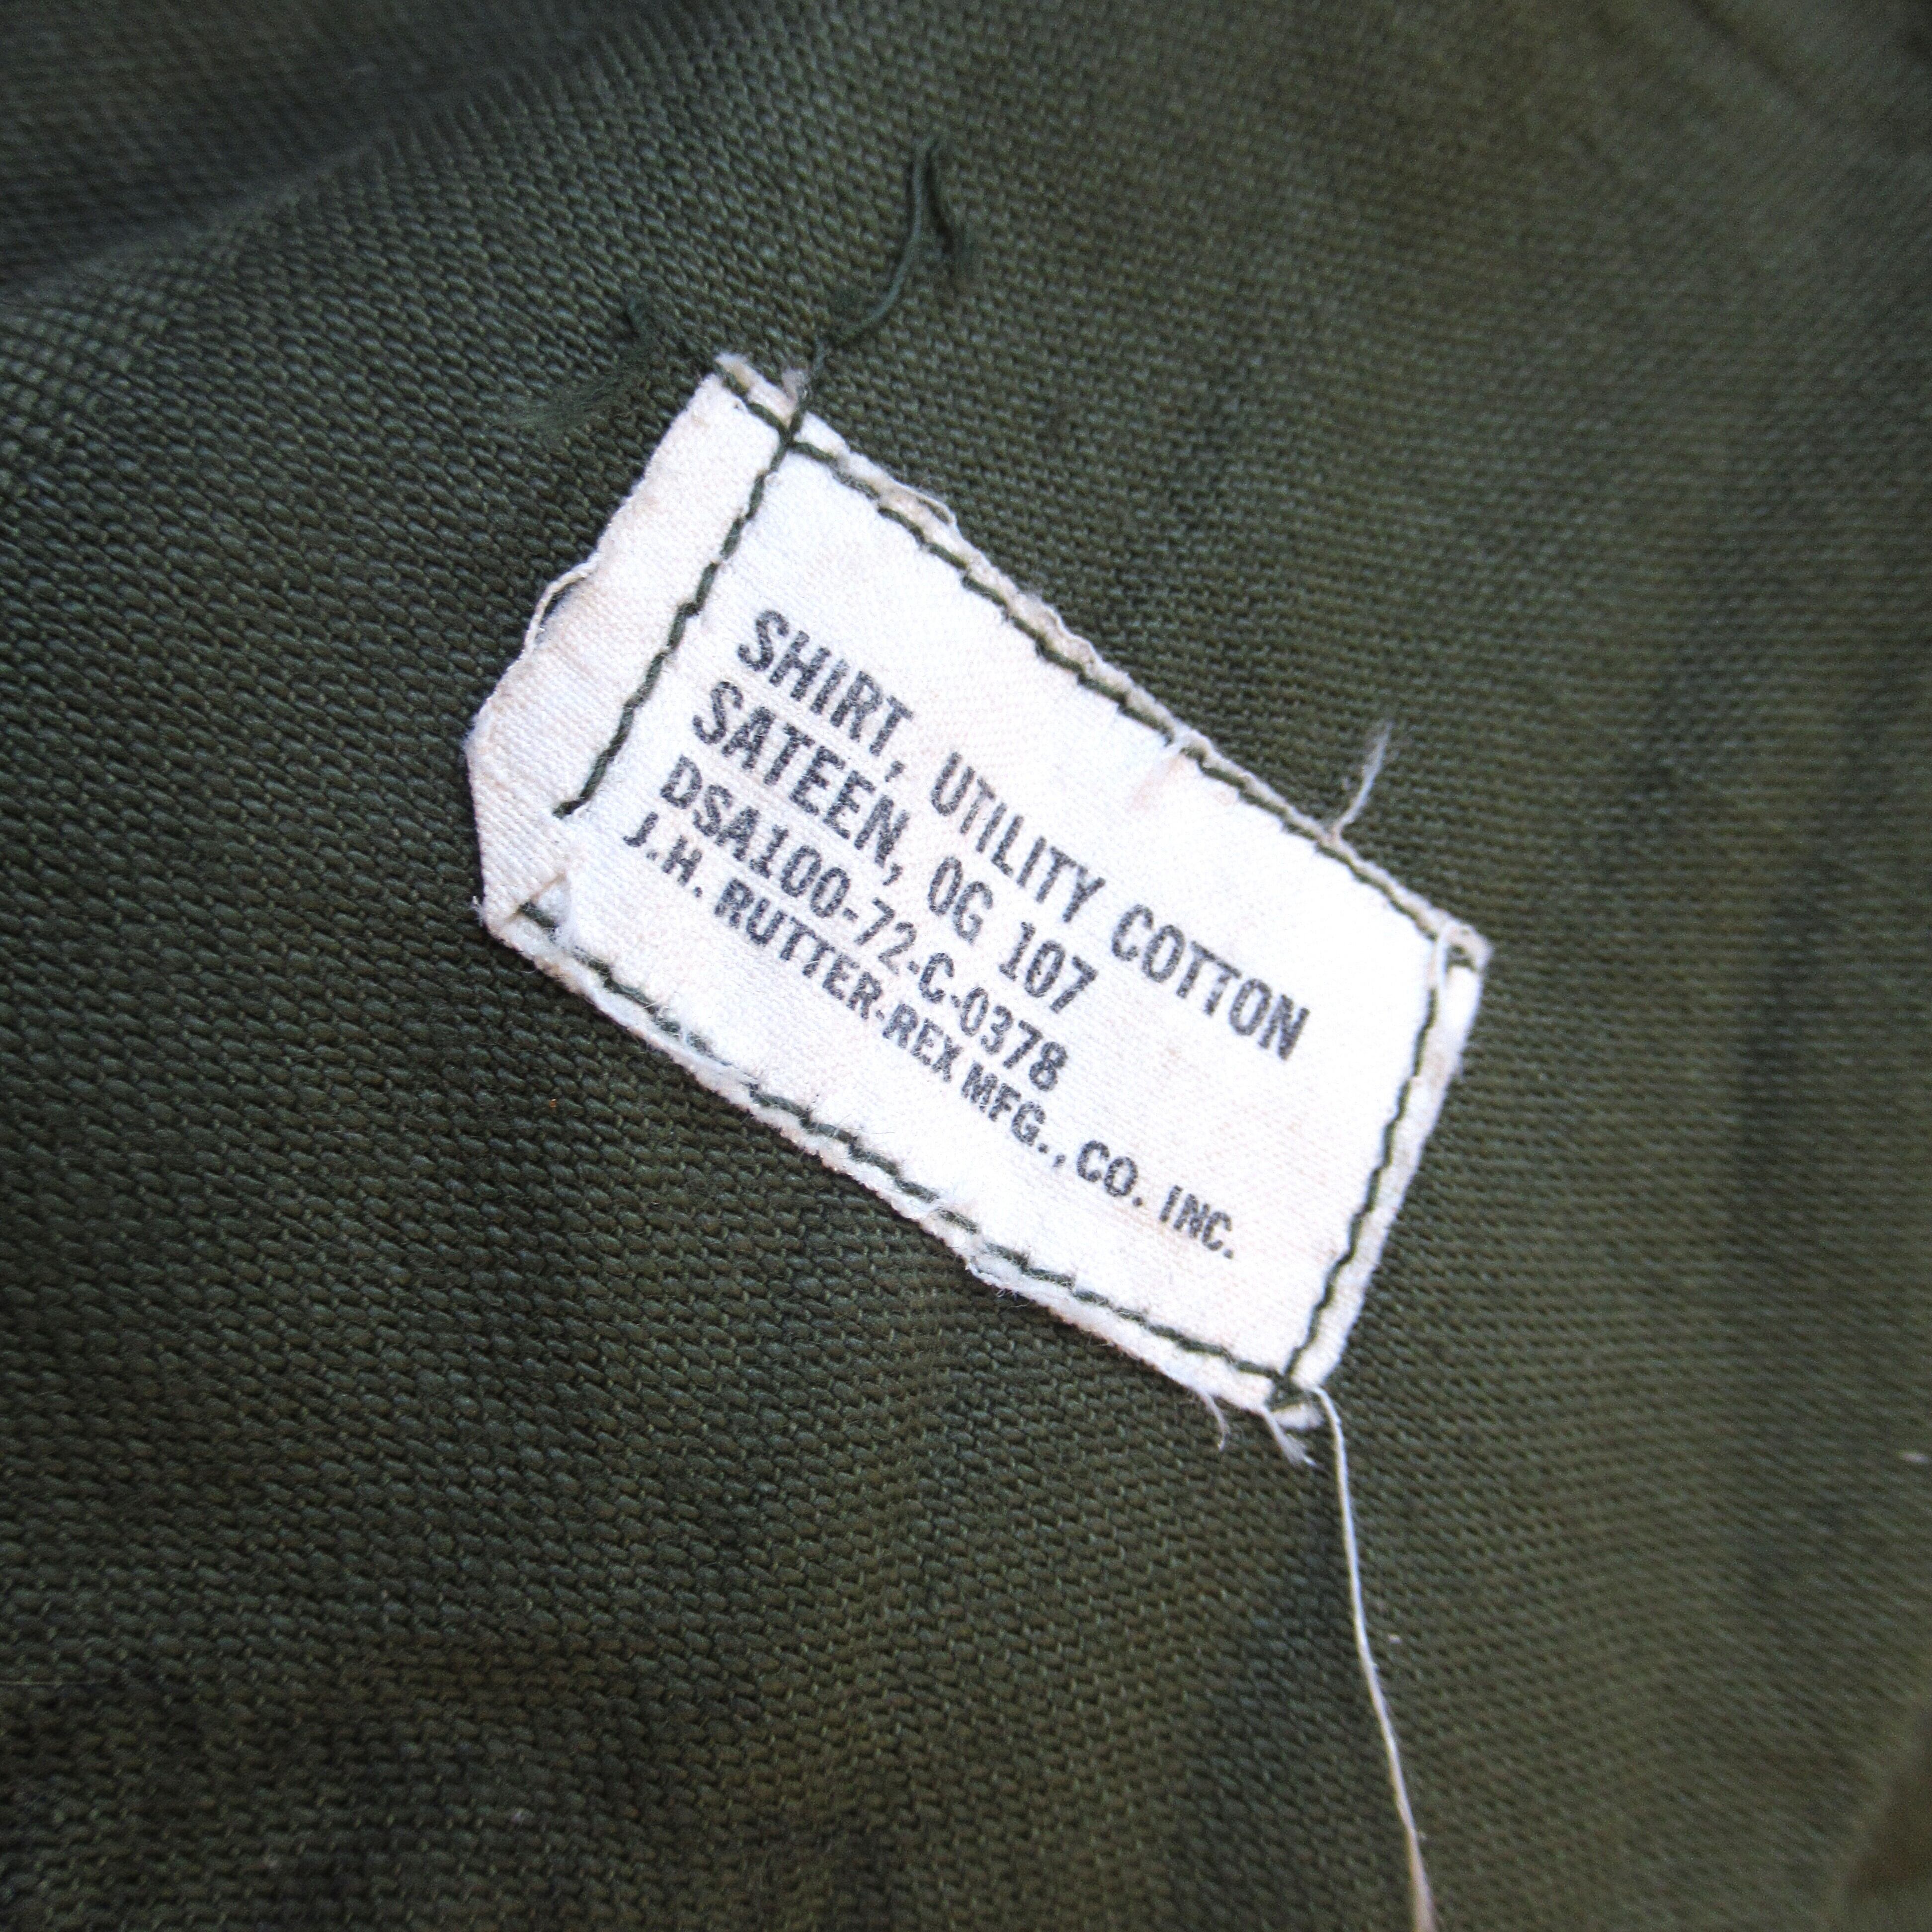 SHIRT, UTILITY COTTON
SATEEN, OG 107
DSA100-72-C-0378
J.H. RUTTER-REX MFG., CO. INC.